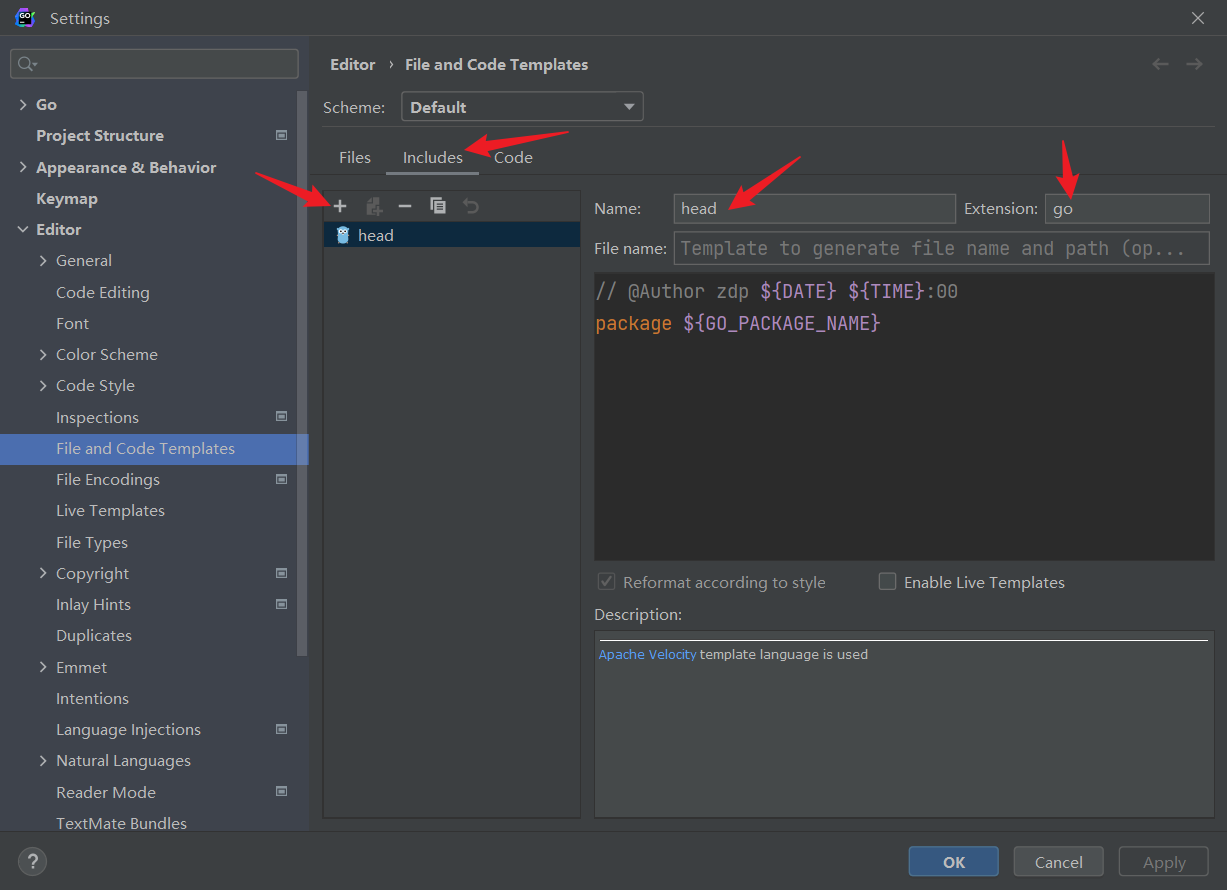 GO
Settings
Editor › File and Code Templates
Scheme: Default
Files Includes Code
Go
Project Structure
Appearance & Behavior
Keymap
Editor
General
Code Editing
Font
Color Scheme
Code Style
Inspections
File and Code Templates
File Encodings
Live Templates
File Types
Copyright
Inlay Hints
Duplicates
Emmet
Intentions
Language Injections
Natural Languages
Reader Mode
TextMate Bundles
head
Name: head Extension: go
File name: Template to generate file name and path (op...
// @Author zdp ${DATE} ${TIME}:00
package ${GO_PACKAGE_NAME}
Reformat according to style Enable Live Templates
Description:
Apache Velocity template language is used
? OK Cancel Apply